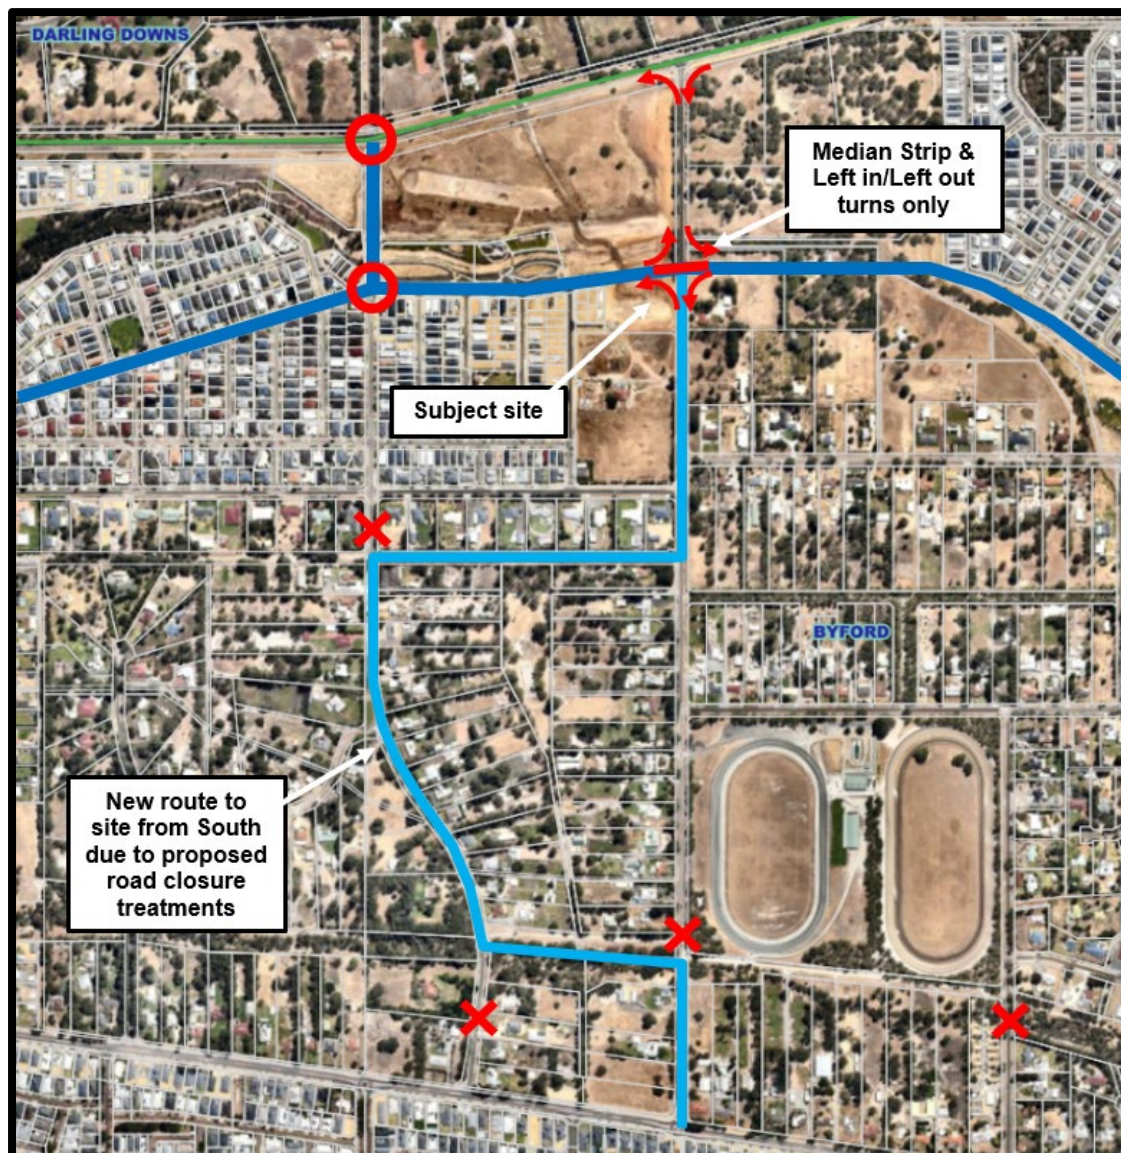 DARLING DOWNS
Median Strip &
Left in/Left out
turns only
Subject site
BYFORD
New route to
site from South
due to proposed
road closure
treatments